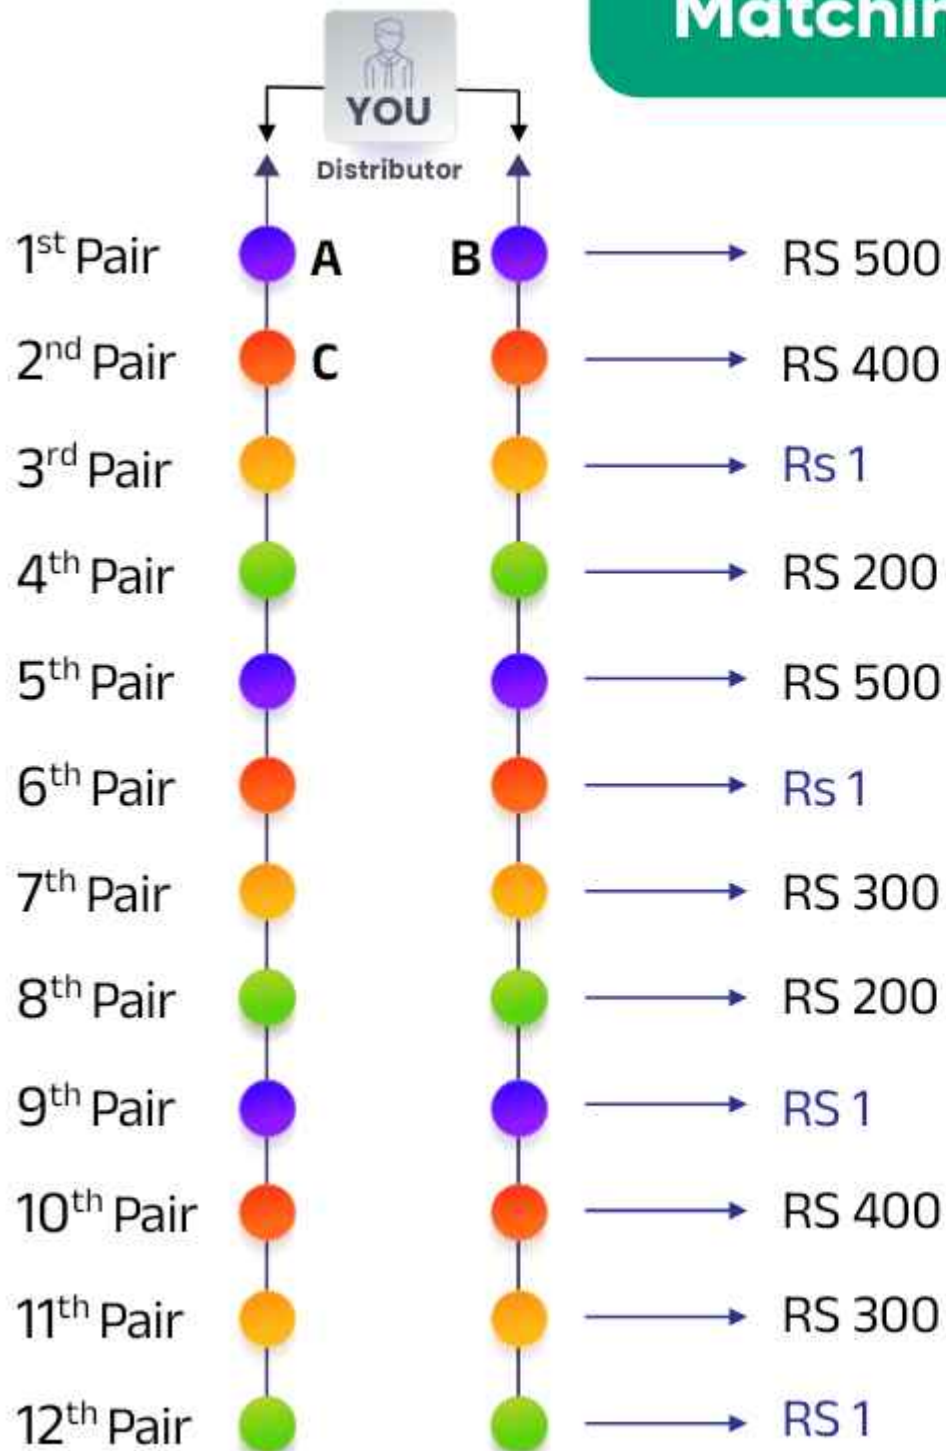 YOU
Distributor
1st Pair A B RS 500
2nd Pair C RS 400
3rd Pair Rs 1
4th Pair RS 200
5th Pair RS 500
6th Pair Rs 1
7th Pair RS 300
8th Pair RS 200
9th Pair RS 1
10th Pair RS 400
11th Pair RS 300
12th Pair RS 1